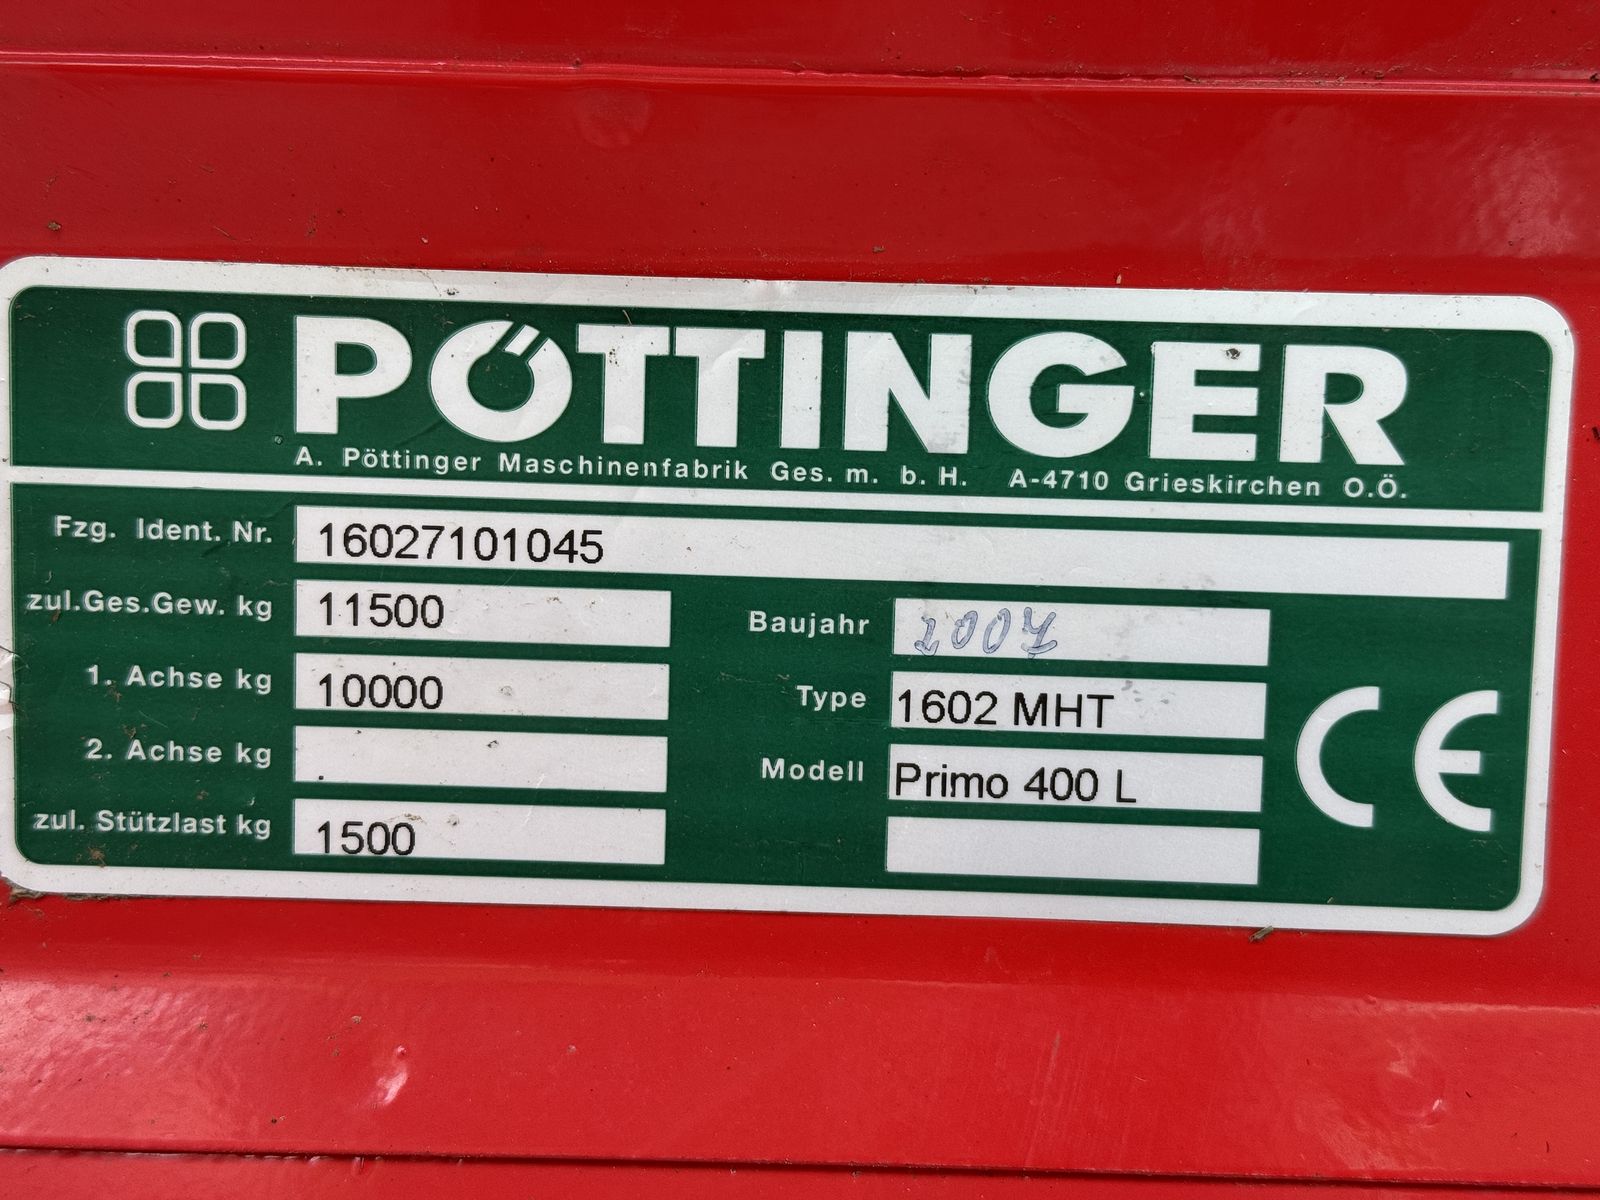 PÖTTINGER
A. Pöttinger Maschinenfabrik Ges. m. b. H. A-4710 Grieskirchen O.Ö.
Fzg. Ident. Nr. 16027101045
zul.Ges.Gew. kg 11500 Baujahr 2007
1. Achse kg 10000 Type 1602 MHT
2. Achse kg Modell Primo 400 L
zul. Stützlast kg 1500
CE